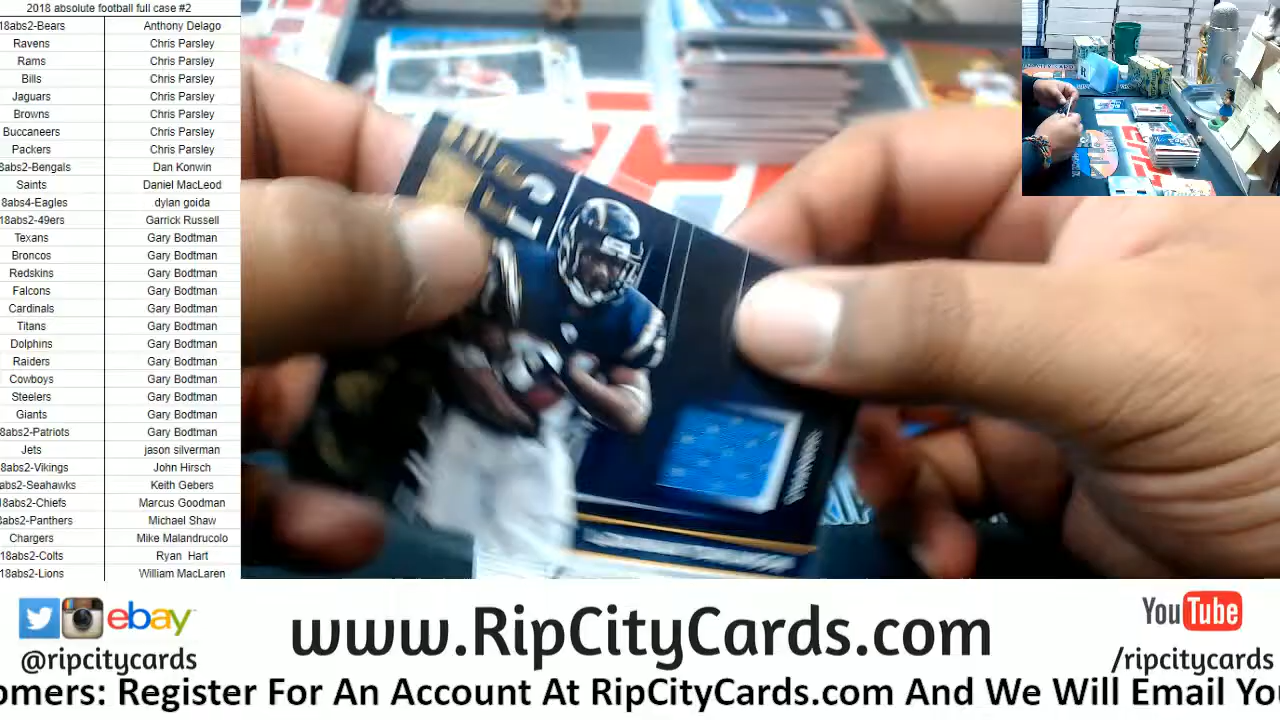 2018 absolute football full case #2
18abs2-Bears Anthony Delago
Ravens Chris Parsley
Rams Chris Parsley
Bills Chris Parsley
Jaguars Chris Parsley
Browns Chris Parsley
Buccaneers Chris Parsley
Packers Chris Parsley
8abs2-Bengals Dan Konwin
Saints Daniel MacLeod
8abs4-Eagles dylan goida
18abs2-49ers Garrick Russell
Texans Gary Bodtman
Broncos Gary Bodtman
Redskins Gary Bodtman
Falcons Gary Bodtman
Cardinals Gary Bodtman
Titans Gary Bodtman
Dolphins Gary Bodtman
Raiders Gary Bodtman
Cowboys Gary Bodtman
Steelers Gary Bodtman
Giants Gary Bodtman
8abs2-Patriots Gary Bodtman
Jets jason silverman
8abs2-Vikings John Hirsch
abs2-Seahawks Keith Gebers
8abs2-Chiefs Marcus Goodman
abs2-Panthers Michael Shaw
Chargers Mike Malandrucolo
18abs2-Colts Ryan Hart
18abs2-Lions William MacLaren
ebay
@ripcitycards
www.RipCityCards.com
YouTube
/ripcitycards
omers: Register For An Account At RipCityCards.com And We Will Email You